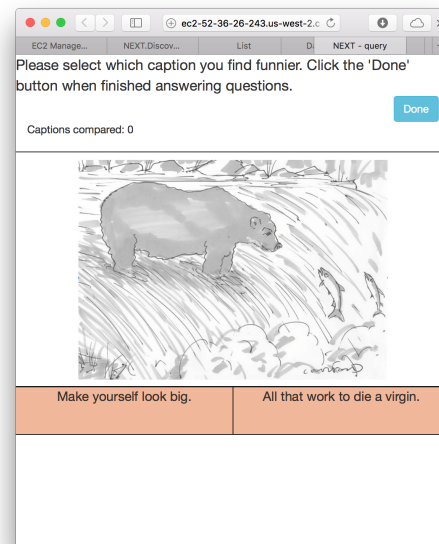 ec2-52-36-26-243.us-west-2.c
EC2 Manage...
NEXT.Discov...
List
NEXT - query
Please select which caption you find funnier. Click the 'Done'
button when finished answering questions.
Done
Captions compared: 0
Make yourself look big.
All that work to die a virgin.